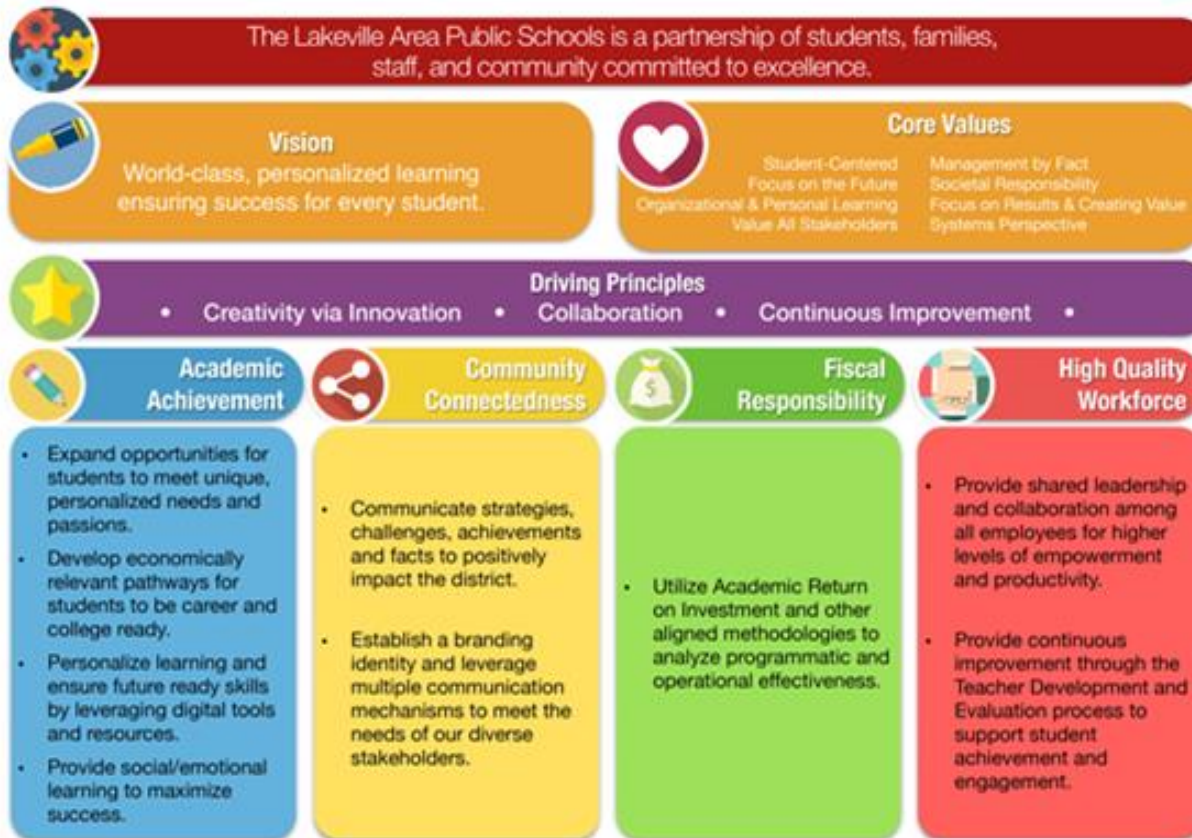 The Lakeville Area Public Schools is a partnership of students, families,
staff, and community committed to excellence.
Vision
World-class, personalized learning
ensuring success for every student.
Core Values
Student-Centered
Focus on the Future
Organizational & Personal Learning
Value All Stakeholders
Management by Fact
Societal Responsibility
Focus on Results & Creating Value
Systems Perspective
Driving Principles
• Creativity via Innovation • Collaboration • Continuous Improvement •
Academic
Achievement
• Expand opportunities for
students to meet unique,
personalized needs and
passions.
• Develop economically
relevant pathways for
students to be career and
college ready.
• Personalize learning and
ensure future ready skills
by leveraging digital tools
and resources.
• Provide social/emotional
learning to maximize
success.
Community
Connectedness
• Communicate strategies,
challenges, achievements
and facts to positively
impact the district.
• Establish a branding
identity and leverage
multiple communication
mechanisms to meet the
needs of our diverse
stakeholders.
Fiscal
Responsibility
$
• Utilize Academic Return
on Investment and other
aligned methodologies to
analyze programmatic and
operational effectiveness.
High Quality
Workforce
• Provide shared leadership
and collaboration among
all employees for higher
levels of empowerment
and productivity.
• Provide continuous
improvement through the
Teacher Development and
Evaluation process to
support student
achievement and
engagement.